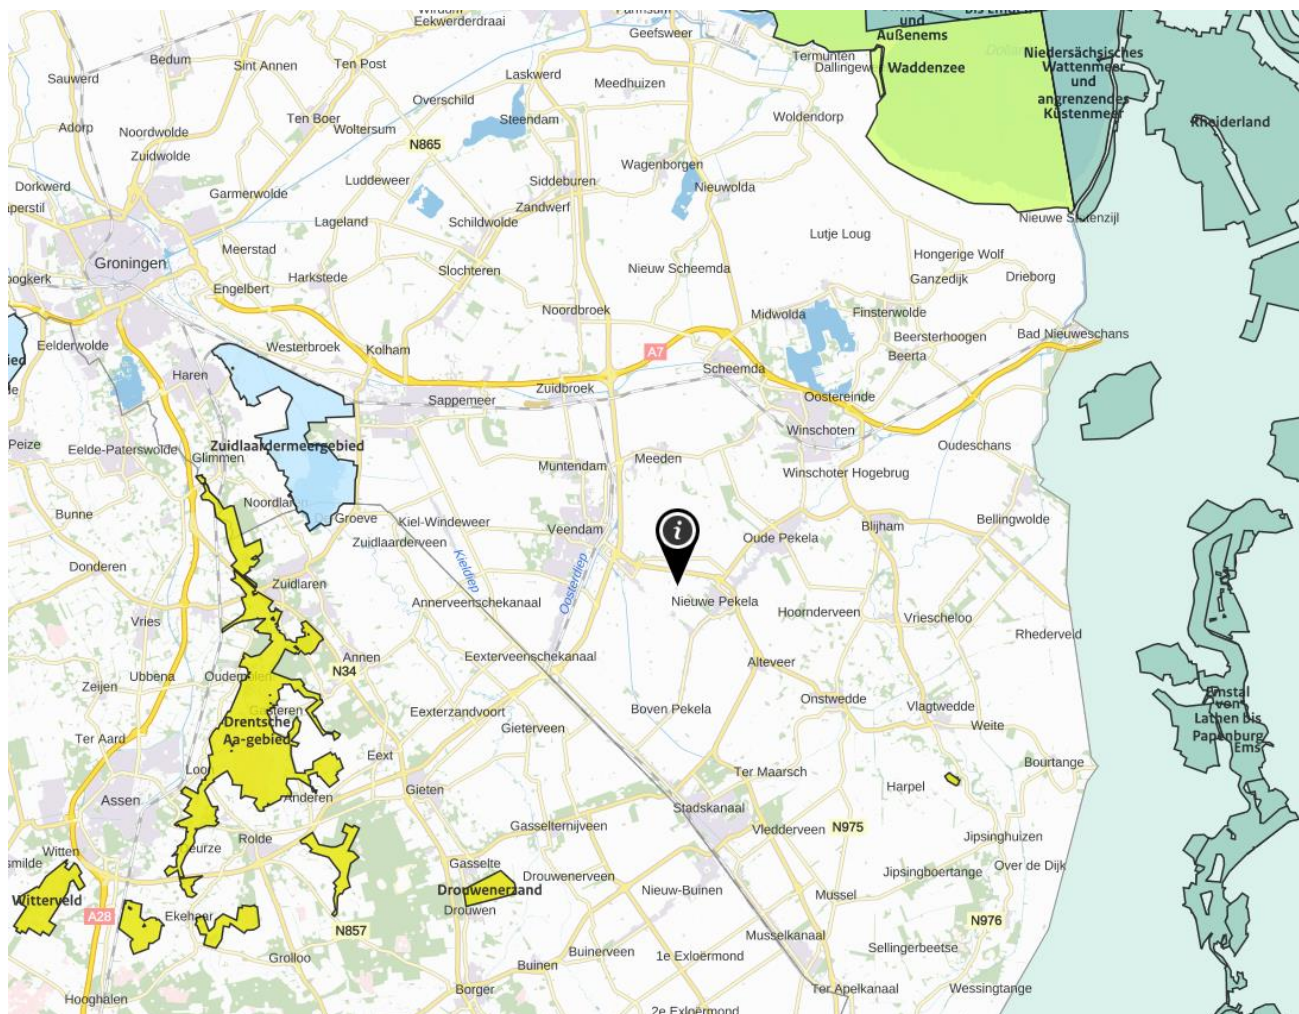 Wirdum
Eekwerderdraai
Farmsum
Geefsweer
und
Außenems
Bedum
Sint Annen
Ten Post
Laskwerd
Meedhuizen
Termunten
Waddenzee
Niedersächsisches
Wattenmeer
und
angrenzendes
Küstenmeer
Rheiderland
Sauwerd
Overschild
Steendam
Woldendorp
Adorp
Noordwolde
Ten Boer
Woltersum
N865
Zuidwolde
Wagenborgen
Dorkwerd
Garmerwolde
Luddeweer
Siddeburen
Nieuwolda
Lageland
Schildwolde
Zandwerf
Nieuwe Statenzijl
Meerstad
Lutje Loug
Groningen
Harkstede
Slochteren
Nieuw Scheemda
Hongerige Wolf
Ganzedijk
Drieborg
Engelbert
Noordbroek
Midwolda
Finsterwolde
Eelderwolde
Westerbroek
Kolham
A7
Beersterhoogen
Bad Nieuweschans
Beerta
Haren
Scheemda
Zuidbroek
Sappemeer
Oostereinde
Winschoten
Peize
Eelde-Paterswolde
Zuidlaardermeergebied
Glimmen
Oudeschans
Muntendam
Meeden
Winschoter Hogebrug
Bunne
Kiel-Windeweer
Veendam
Oude Pekela
Blijham
Bellingwolde
Zuidlaarderveen
Donderen
Kieldiep
Oosterdiep
Zuidlaren
Annerveenschekanaal
Nieuwe Pekela
Hoornderveen
Vriescheloo
Vries
Rhederveld
Annen
Eexterveenschekanaal
Alteveer
Zeijen
Ubbena
N34
Onstwedde
Vlagtwedde
Emstal
von
Lathen bis
Papenburg
Ems
Gasteren
Drentsche
Aa-gebied
Eexterzandvoort
Gieterveen
Boven Pekela
Weite
Ter Aard
Eext
Bourtange
Ter Maarsch
Harpel
Assen
Anderen
Gieten
Stadskanaal
Gasselternijveen
Vledderveen
N975
Jipsinghuizen
Rolde
Witten
Gasselte
Drouwenerveen
Over de Dijk
Jipsingboertange
Witterveld
Drouwenerzand
Drouwen
Nieuw-Buinen
Mussel
A28
Ekehaar
N857
Musselkanaal
N976
Sellingerbeetse
Grolloo
Buinen
Buinerveen
1e Exloërmond
Hooghalen
Borger
Ter Apelkanaal
Wessingtange
2e Exloërmond